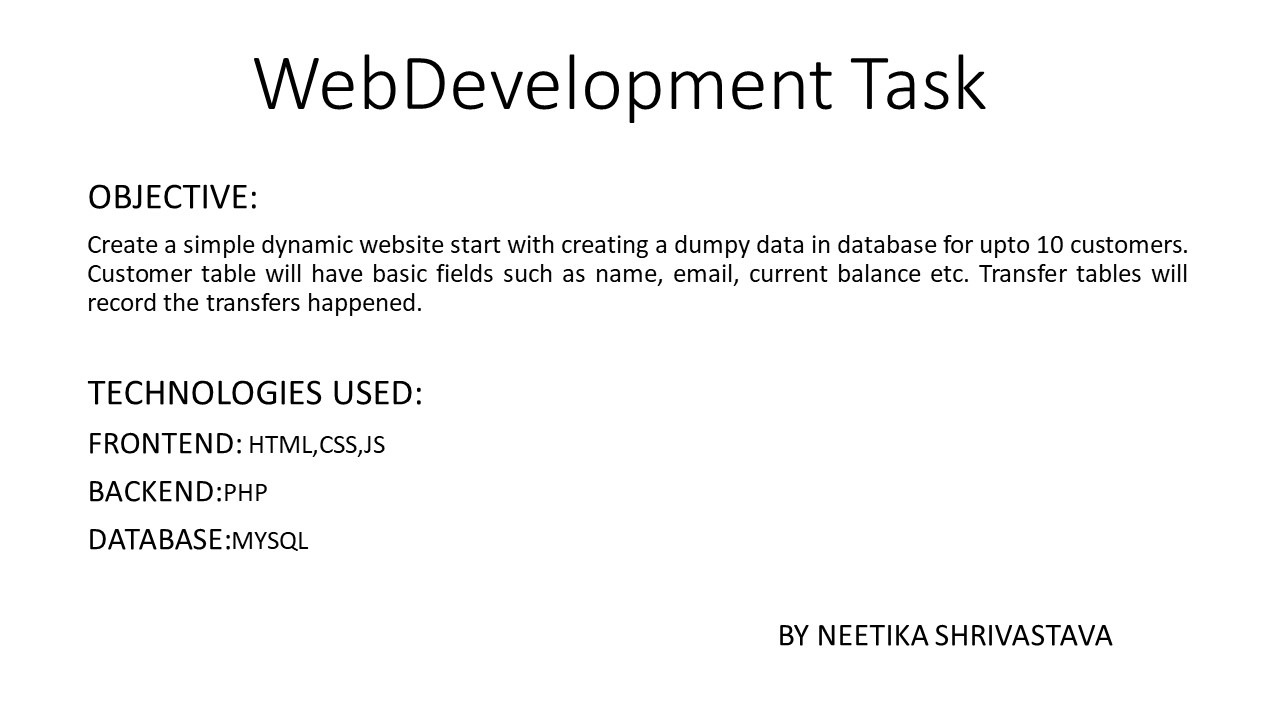 WebDevelopment Task
OBJECTIVE:
Create a simple dynamic website start with creating a dumpy data in database for upto 10 customers.
Customer table will have basic fields such as name, email, current balance etc. Transfer tables will
record the transfers happened.
TECHNOLOGIES USED:
FRONTEND: HTML,CSS,JS
BACKEND:PHP
DATABASE:MYSQL
BY NEETIKA SHRIVASTAVA